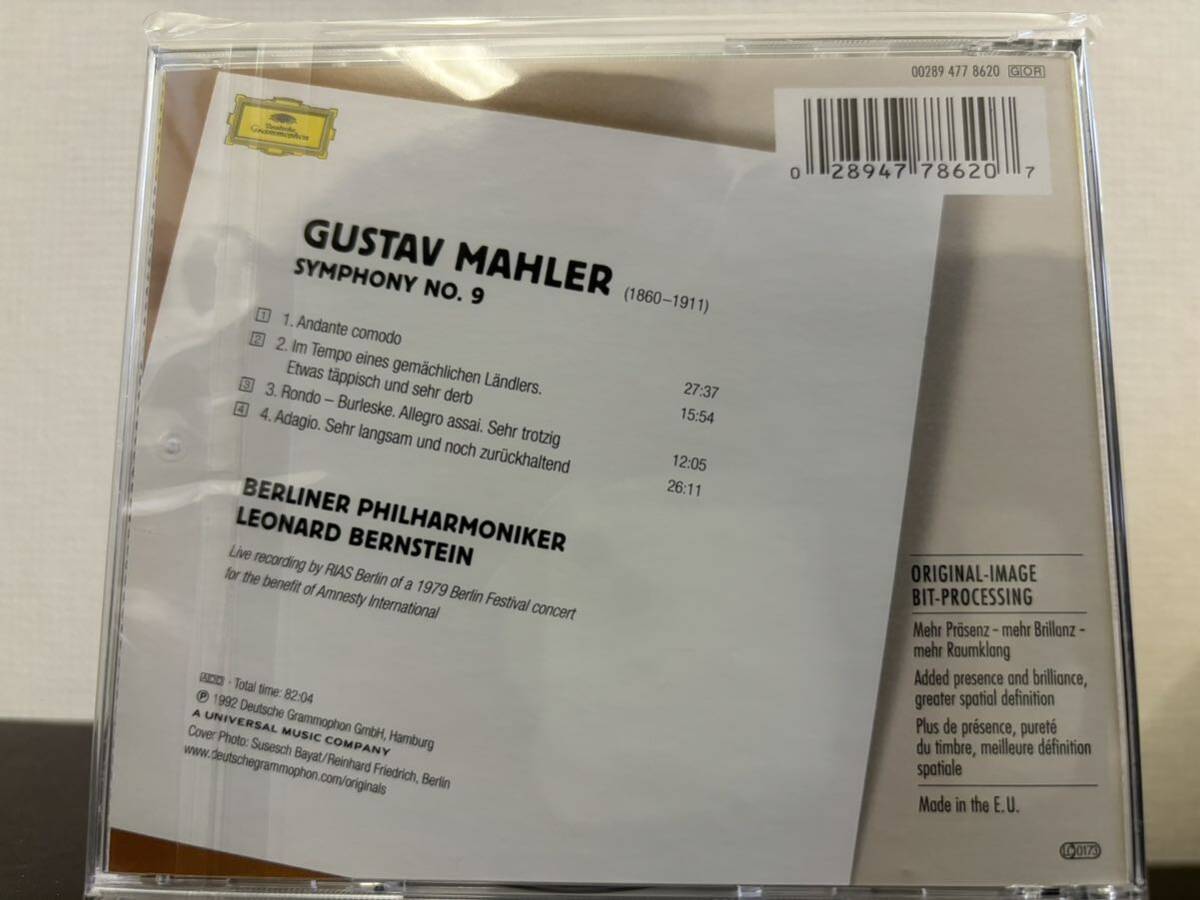 00289 477 8620 GOR
Deutsche
Grammophon
0 28947 78620 7
GUSTAV MAHLER (1860–1911)
SYMPHONY NO. 9
1 1. Andante comodo 27:37
2 2. Im Tempo eines gemächlichen Ländlers. 15:54
Etwas täppisch und sehr derb
3 3. Rondo – Burleske. Allegro assai. Sehr trotzig 12:05
4 4. Adagio. Sehr langsam und noch zurückhaltend 26:11
BERLINER PHILHARMONIKER
LEONARD BERNSTEIN
Live recording by RIAS Berlin of a 1979 Berlin Festival concert
for the benefit of Amnesty International
ADD · Total time: 82:04
Ⓟ 1992 Deutsche Grammophon GmbH, Hamburg
A UNIVERSAL MUSIC COMPANY
Cover Photo: Susesch Bayat/Reinhard Friedrich, Berlin
www.deutschegrammophon.com/originals
ORIGINAL-IMAGE
BIT-PROCESSING
Mehr Präsenz – mehr Brillanz –
mehr Raumklang
Added presence and brilliance,
greater spatial definition
Plus de présence, pureté
du timbre, meilleure définition
spatiale
Made in the E.U.
LC 0173